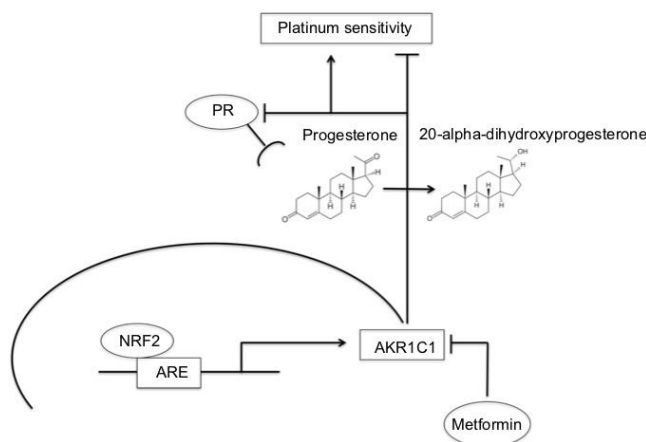 Platinum sensitivity
PR
Progesterone
20-alpha-dihydroxyprogesterone
O
OH
H
H
H
H
H
H
H
H
O
O
NRF2
ARE
AKR1C1
Metformin